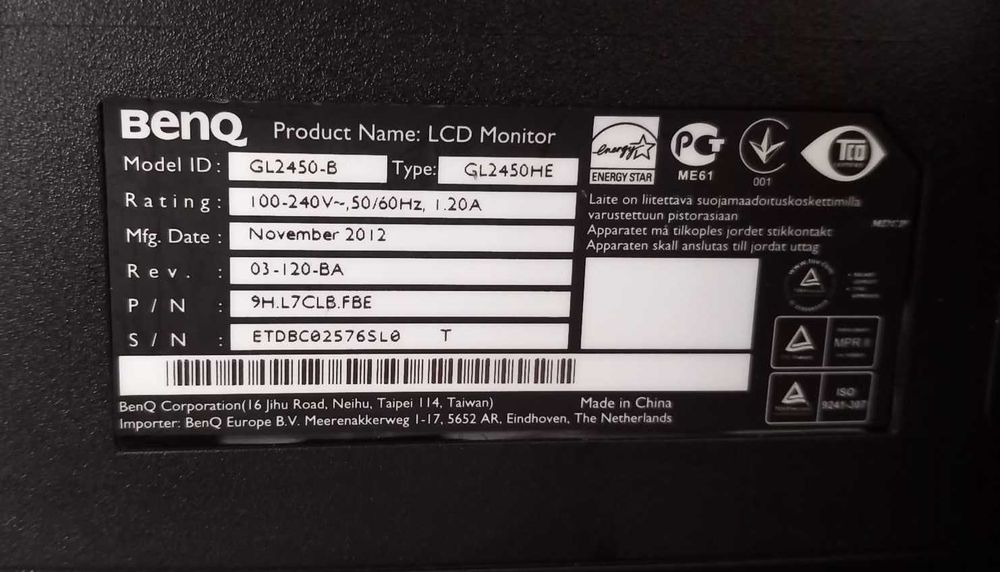 BenQ Product Name: LCD Monitor
Model ID: GL2450-B Type: GL2450HE
Rating: 100-240V~,50/60Hz, 1.20A
Mfg. Date : November 2012
Rev. : 03-120-BA
P/N : 9H.L7CLB.FBE
S/N : ETDBC02576SL0 T
BenQ Corporation(16 Jihu Road, Neihu, Taipei 114, Taiwan)
Made in China
Importer: BenQ Europe B.V. Meerenakkerweg 1-17, 5652 AR, Eindhoven, The Netherlands
energy
ENERGY STAR
PCT
ME61
001
TCO
Laite on liitettävä suojamaadoituskoskettimilla
varustettuun pistorasiaan
Apparatet må tilkoples jordet stikkontakt
Apparaten skall anslutas till jordat uttag
MPR II
ISO
9241-307